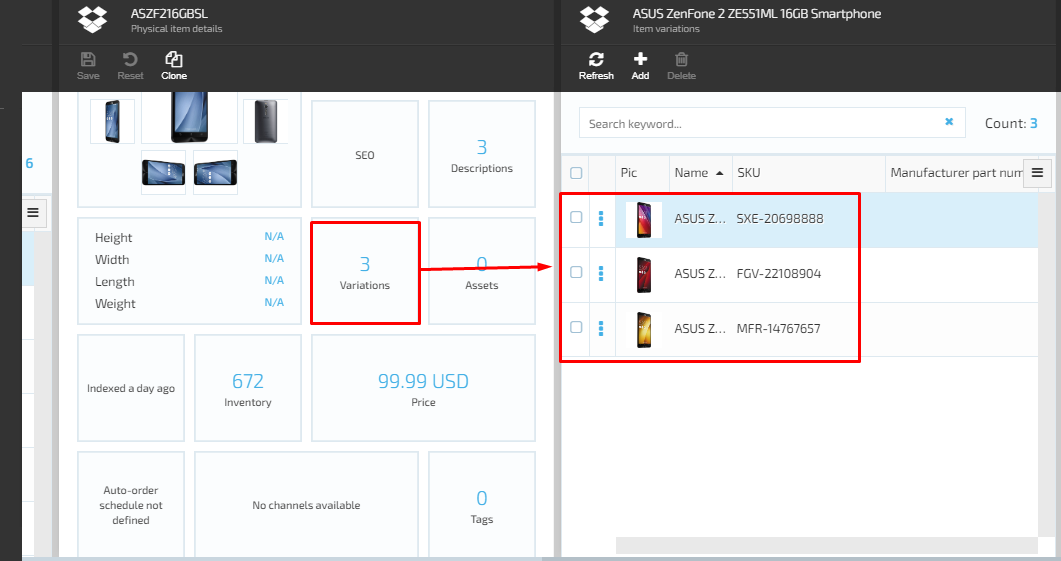 ASZF216GBSL
Physical item details
Save
Reset
Clone
6
SEO
3
Descriptions
Height N/A
Width N/A
Length N/A
Weight N/A
3
Variations
0
Assets
Indexed a day ago
672
Inventory
99.99 USD
Price
Auto-order
schedule not
defined
No channels available
0
Tags
ASUS ZenFone 2 ZE551ML 16GB Smartphone
Item variations
Refresh
Add
Delete
Search keyword...
Count: 3
Pic Name SKU Manufacturer part num
ASUS Z... SXE-20698888
ASUS Z... FGV-22108904
ASUS Z... MFR-14767657